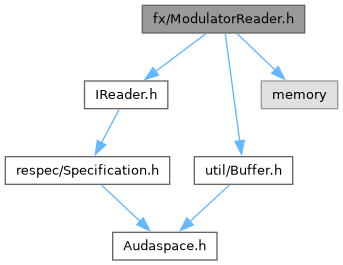 fx/ModulatorReader.h
IReader.h
memory
respec/Specification.h
util/Buffer.h
Audaspace.h